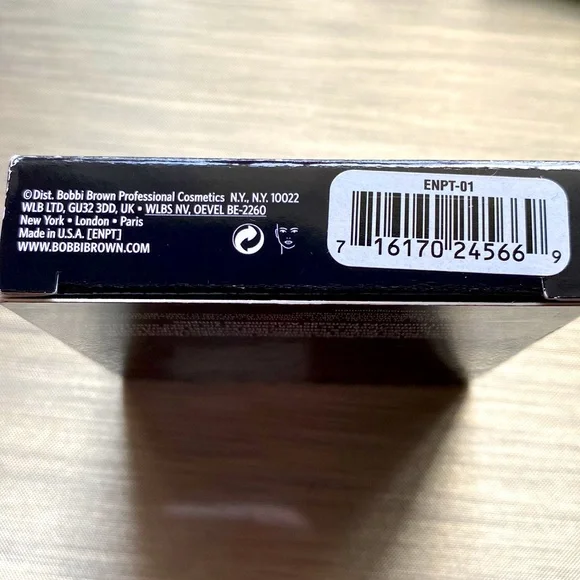 ©Dist. Bobbi Brown Professional Cosmetics N.Y., N.Y. 10022
WLB LTD, GU32 3DD, UK • WLBS NV, OEVEL BE-2260
New York • London • Paris
Made in U.S.A. [ENPT]
WWW.BOBBIBROWN.COM
ENPT-01
7 16170 24566 9